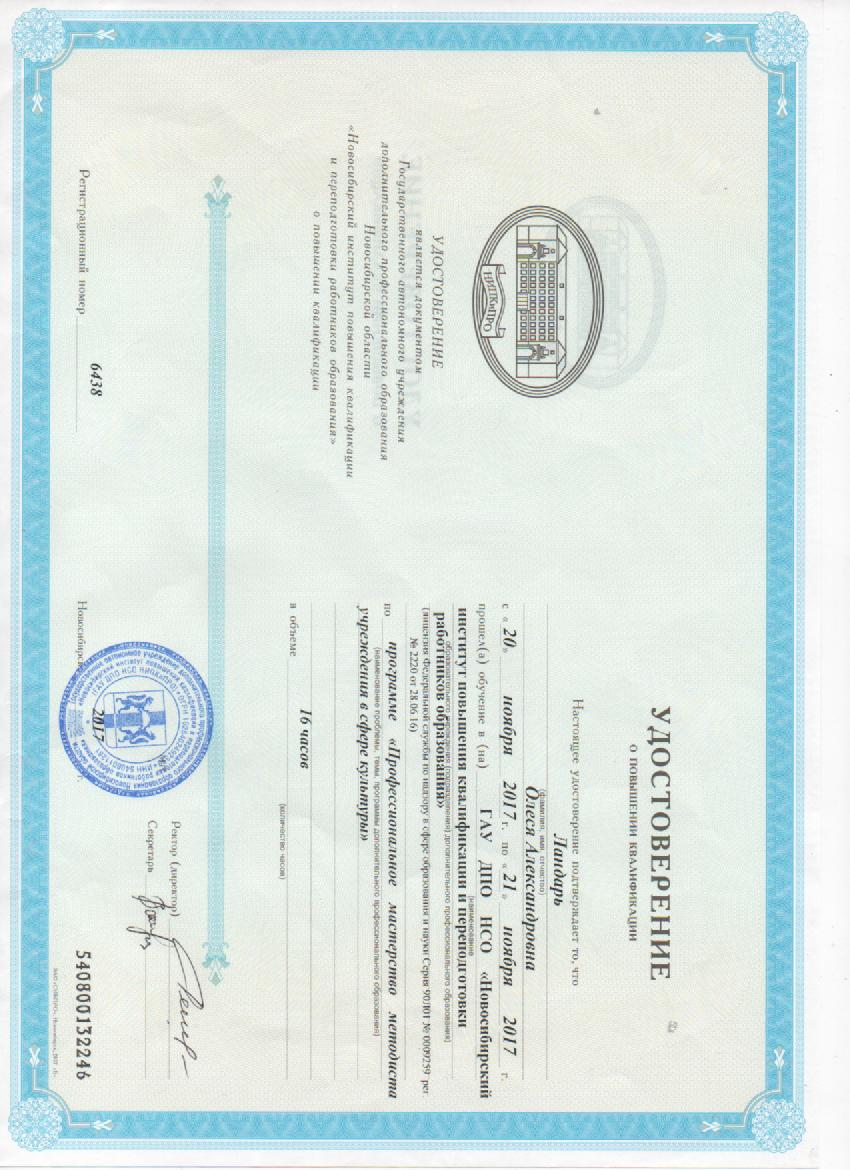 НИПКиПРО
УДОСТОВЕРЕНИЕ
является документом
Государственного автономного учреждения
дополнительного профессионального образования
Новосибирской области
«Новосибирский институт повышения квалификации
и переподготовки работников образования»
о повышении квалификации
Регистрационный номер 6438
УДОСТОВЕРЕНИЕ
О ПОВЫШЕНИИ КВАЛИФИКАЦИИ
Настоящее удостоверение подтверждает то, что
Ландарь
(фамилия, имя, отчество)
Олеся Александровна
с « 20 » ноября 2017 г. по « 21 » ноября 2017 г.
прошел(а) обучение в (на) ГАУ ДПО НСО «Новосибирский
(наименование
институт повышения квалификации и переподготовки
образовательного учреждения (подразделения) дополнительного профессионального образования)
работников образования»
(лицензия Федеральной службы по надзору в сфере образования и науки Серия 90Л01 № 0009259 рег.
№ 2220 от 28.06.16)
по программе «Профессиональное мастерство методиста
(наименование проблемы, темы, программы дополнительного профессионального образования)
учреждения в сфере культуры»
в объеме 16 часов
(количество часов)
Ректор (директор)
Секретарь
2017 г.
540800132246